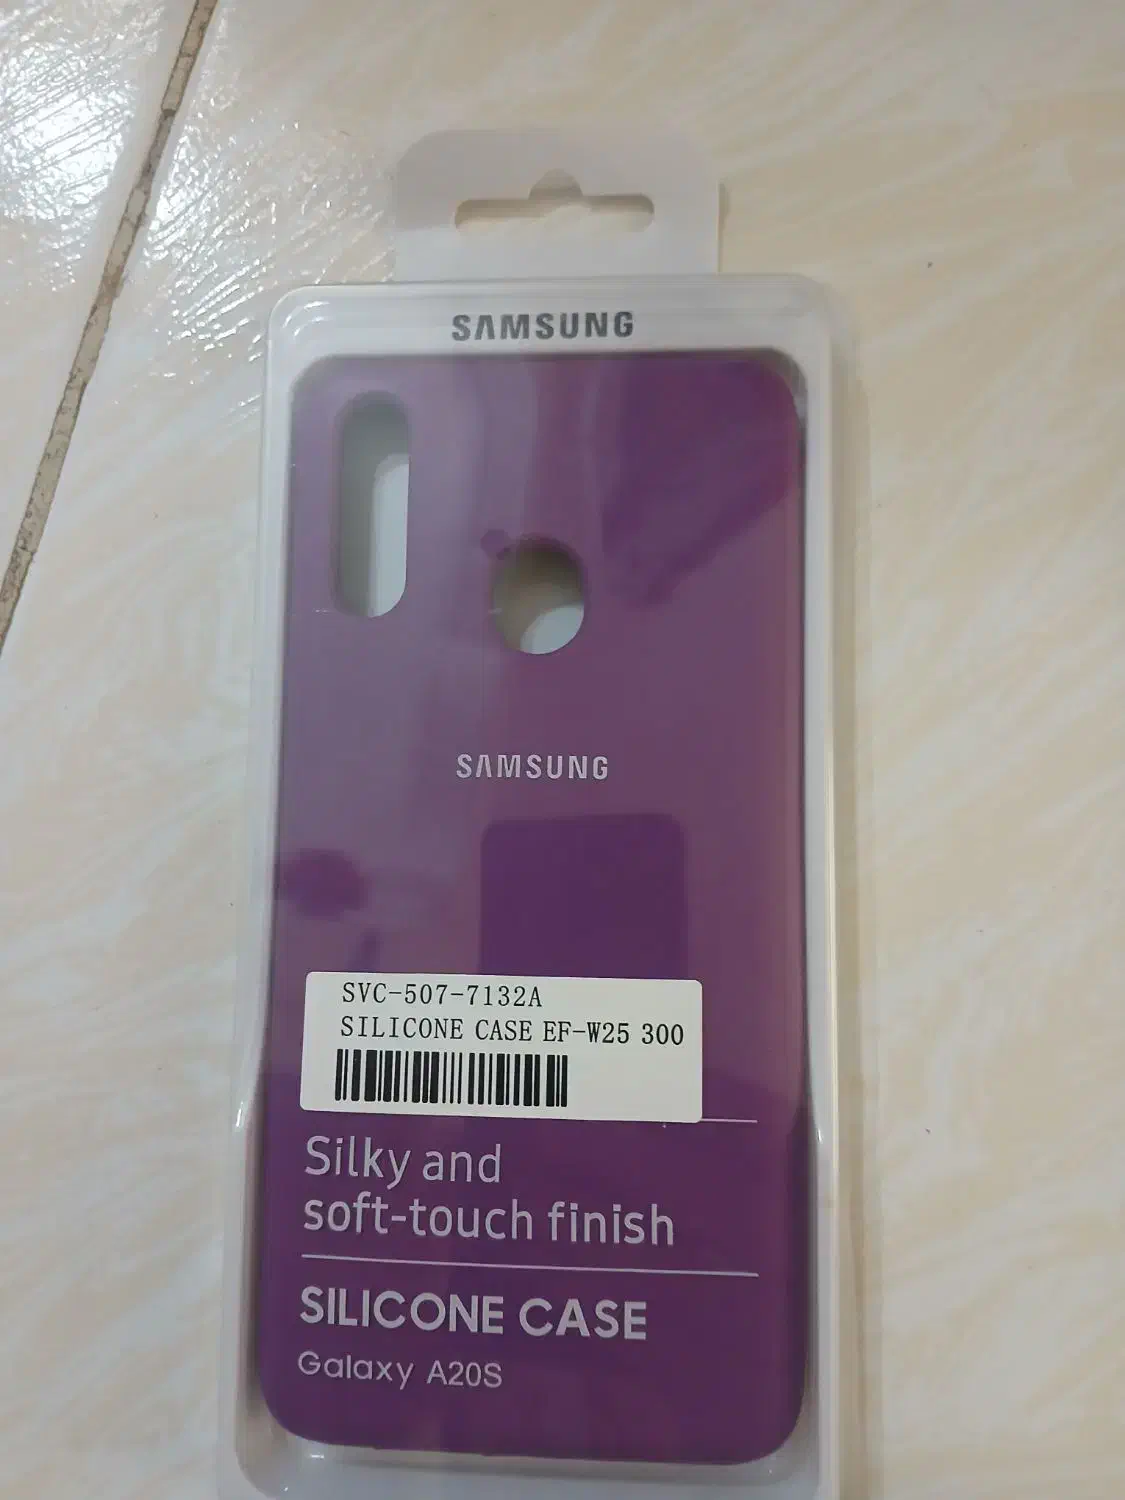 SAMSUNG
SAMSUNG
SVC-507-7132A
SILICONE CASE EF-W25 300
Silky and
soft-touch finish
SILICONE CASE
Galaxy A20S